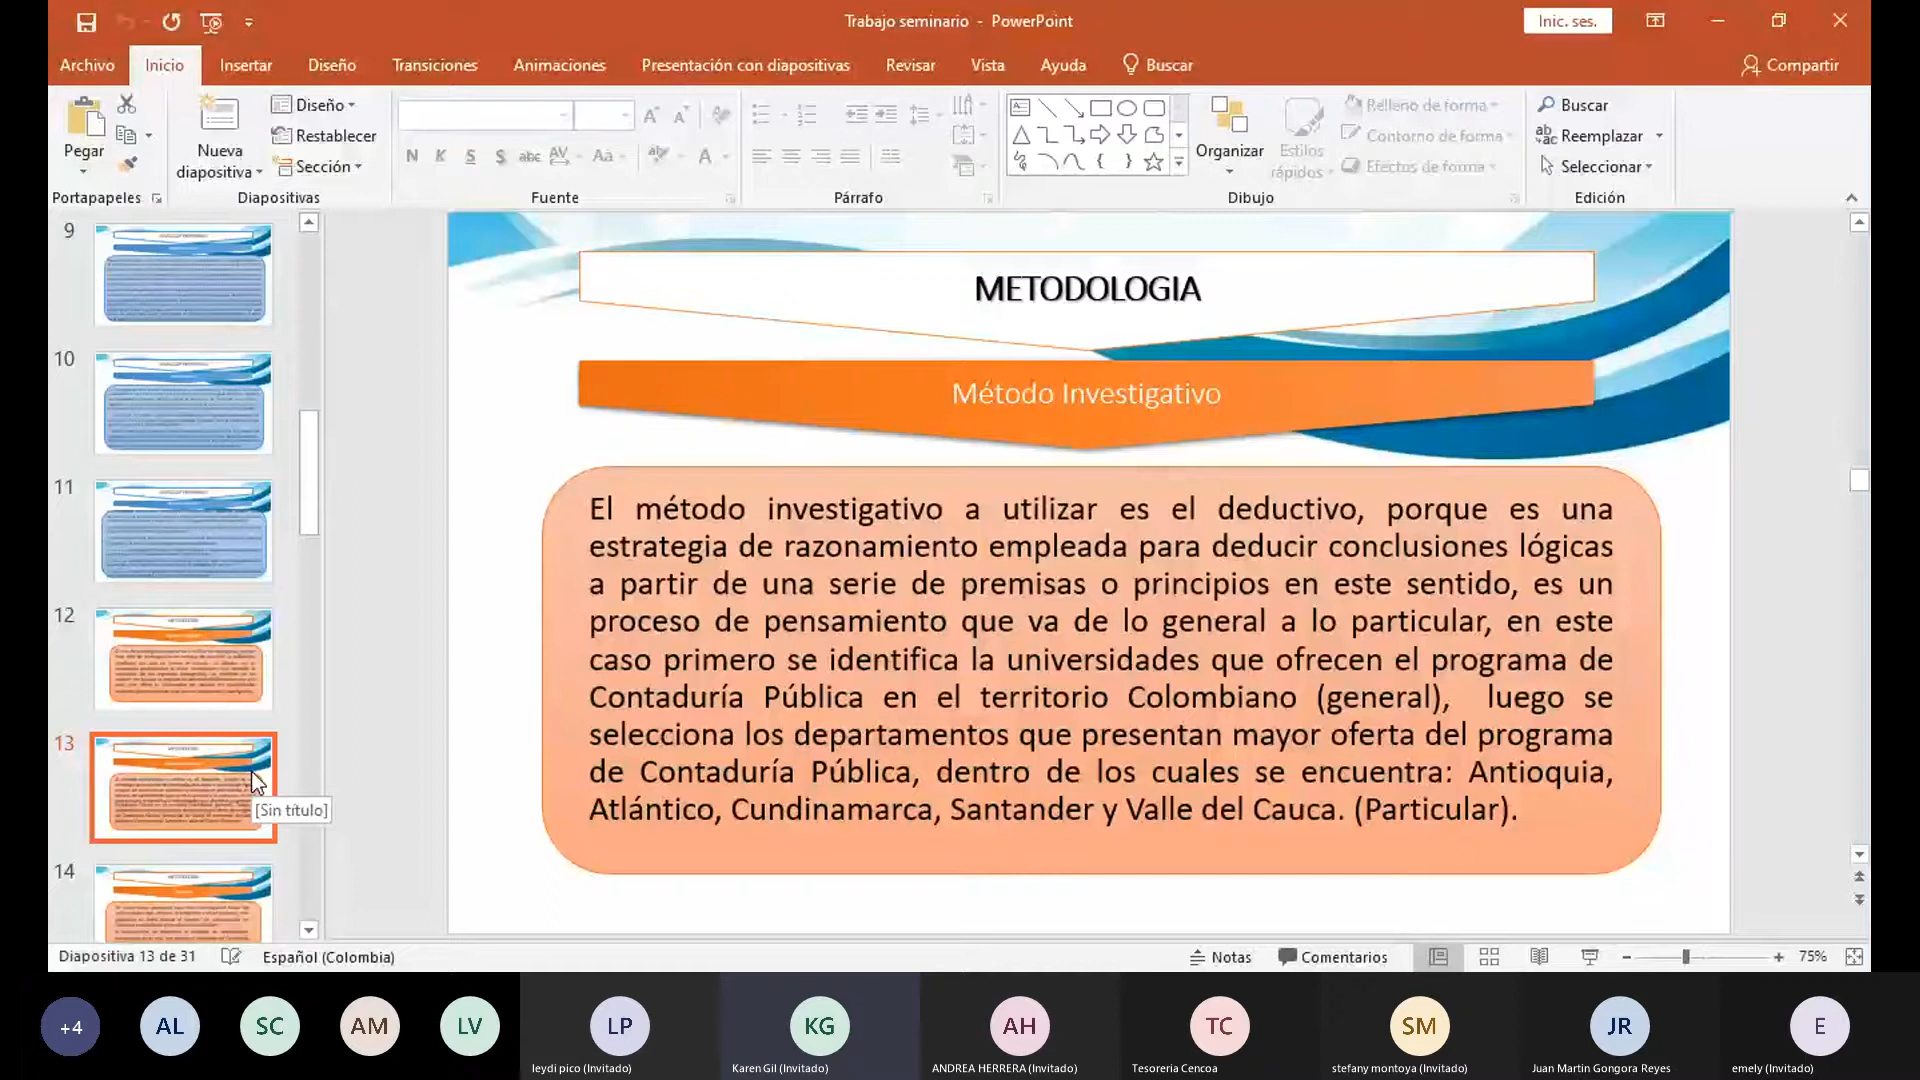 Trabajo seminario - PowerPoint
Inic. ses.
Archivo Inicio Insertar Diseño Transiciones Animaciones Presentación con diapositivas Revisar Vista Ayuda Buscar Compartir
Pegar
Nueva diapositiva
Diseño
Restablecer
Sección
N K S S abc AV Aa A
Organizar
Estilos rápidos
Relleno de forma
Contorno de forma
Efectos de forma
Buscar
Reemplazar
Seleccionar
Portapapeles Diapositivas Fuente Párrafo Dibujo Edición
9
10
11
12
13
[Sin título]
14
METODOLOGIA
Método Investigativo
El método investigativo a utilizar es el deductivo, porque es una
estrategia de razonamiento empleada para deducir conclusiones lógicas
a partir de una serie de premisas o principios en este sentido, es un
proceso de pensamiento que va de lo general a lo particular, en este
caso primero se identifica la universidades que ofrecen el programa de
Contaduría Pública en el territorio Colombiano (general), luego se
selecciona los departamentos que presentan mayor oferta del programa
de Contaduría Pública, dentro de los cuales se encuentra: Antioquia,
Atlántico, Cundinamarca, Santander y Valle del Cauca. (Particular).
Diapositiva 13 de 31 Español (Colombia) Notas Comentarios 75%
+4 AL SC AM LV LP KG AH TC SM JR E
leydi pico (Invitado) Karen Gil (Invitado) ANDREA HERRERA (Invitado) Tesoreria Cencoa stefany montoya (Invitado) Juan Martin Gongora Reyes emely (Invitado)